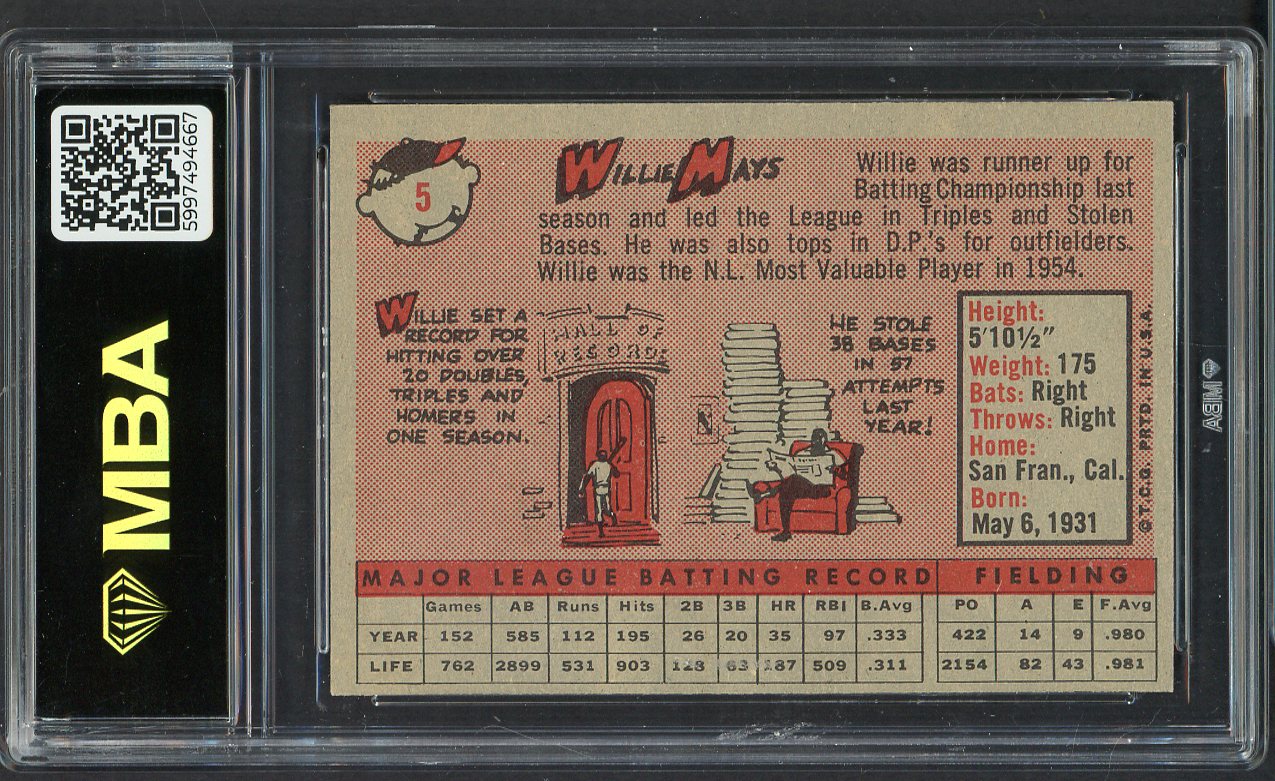 5997494667
MBA
5
WILLIE MAYS
Willie was runner up for
Batting Championship last
season and led the League in Triples and Stolen
Bases. He was also tops in D.P.'s for outfielders.
Willie was the N.L. Most Valuable Player in 1954.
WILLIE SET A
RECORD FOR
HITTING OVER
20 DOUBLES,
TRIPLES AND
HOMERS IN
ONE SEASON.
HALL OF
RECORDS
HE STOLE
38 BASES
IN 57
ATTEMPTS
LAST
YEAR!
Height:
5'10½"
Weight: 175
Bats: Right
Throws: Right
Home:
San Fran., Cal.
Born:
May 6, 1931
©T.C.G. PRTD. IN U.S.A.
MAJOR LEAGUE BATTING RECORD FIELDING
Games AB Runs Hits 2B 3B HR RBI B.Avg PO A E F.Avg
YEAR 152 585 112 195 26 20 35 97 .333 422 14 9 .980
LIFE 762 2899 531 903 128 63 187 509 .311 2154 82 43 .981
MBA